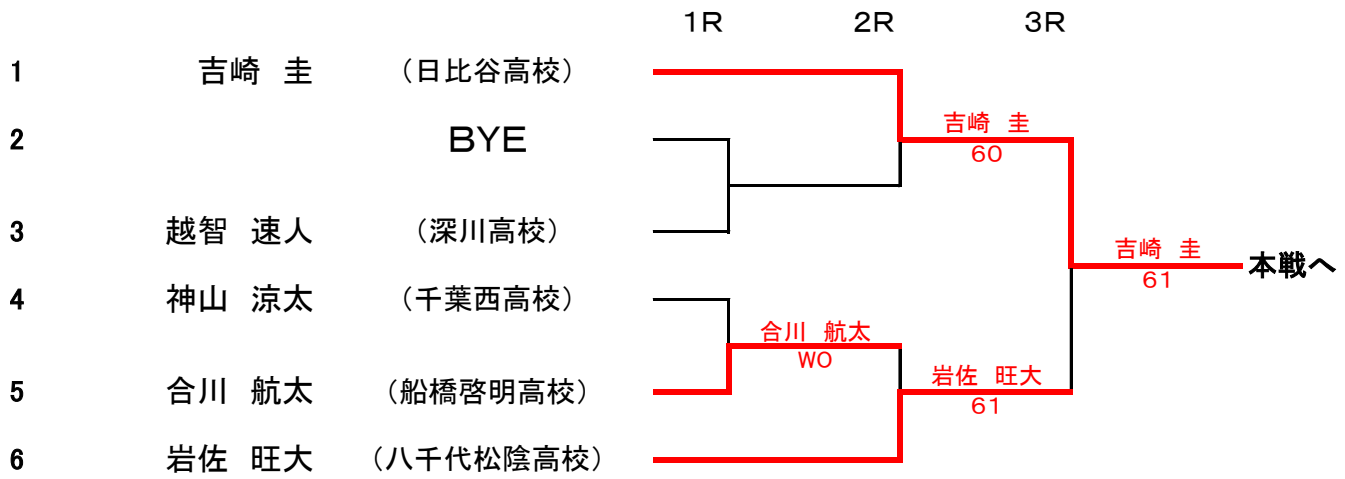 1R 2R 3R
1 吉崎 圭 （日比谷高校）
吉崎 圭
2 BYE
60
3 越智 速人 （深川高校）
吉崎 圭
本戦へ
61
4 神山 涼太 （千葉西高校）
合川 航太
WO
岩佐 旺大
5 合川 航太 （船橋啓明高校）
61
6 岩佐 旺大 （八千代松陰高校）